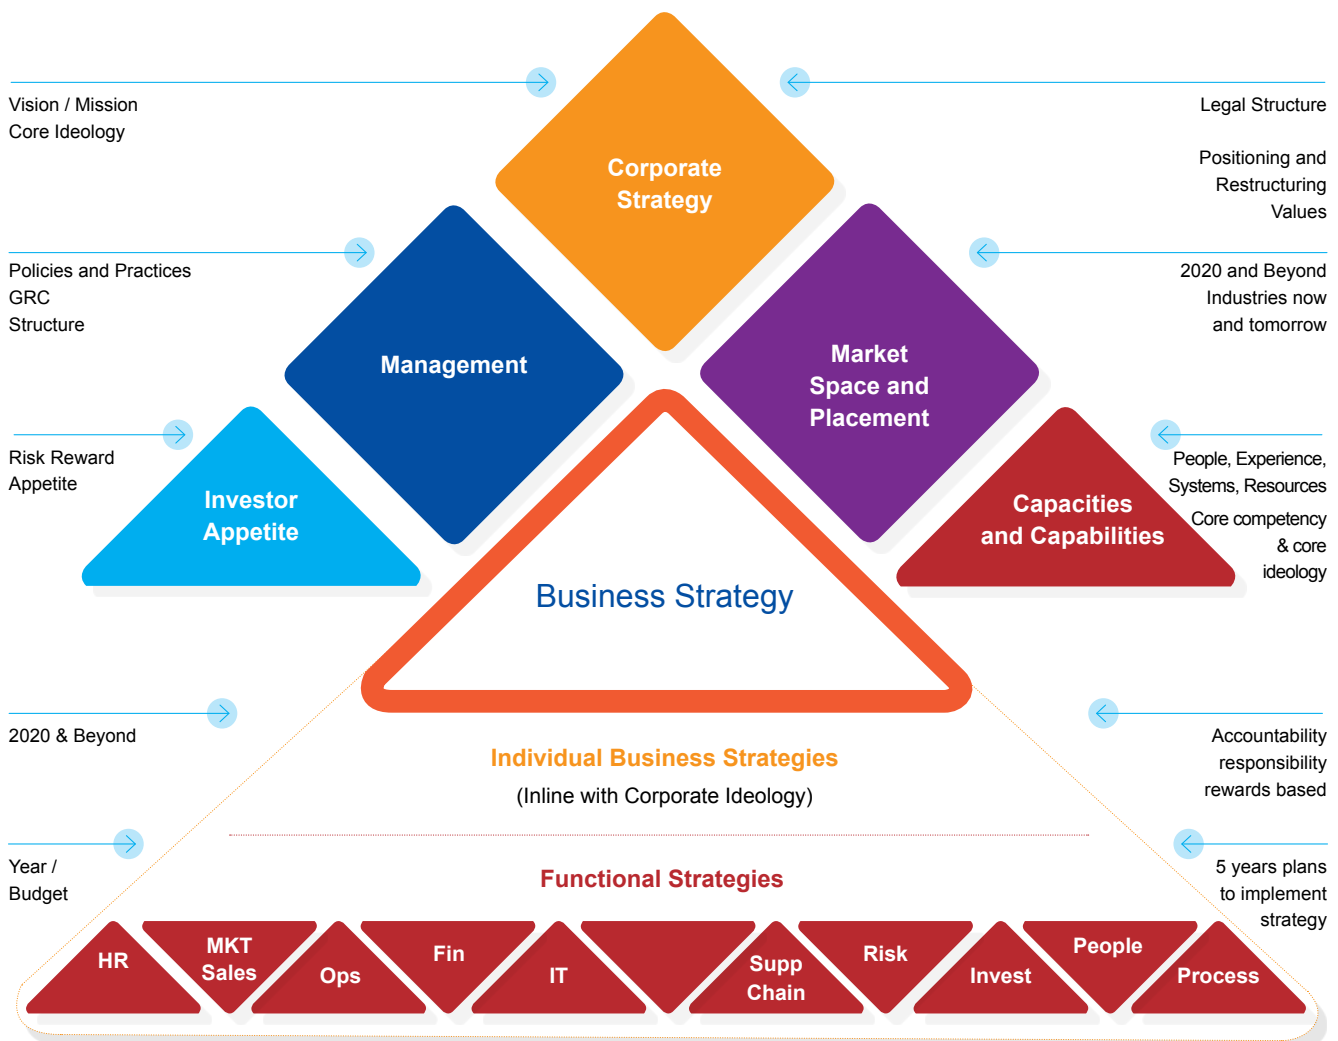 Vision / Mission
Core Ideology
Legal Structure
Positioning and
Restructuring
Values
Corporate
Strategy
Policies and Practices
GRC
Structure
2020 and Beyond
Industries now
and tomorrow
Management
Market
Space and
Placement
Risk Reward
Appetite
People, Experience,
Systems, Resources
Core competency
& core
ideology
Investor
Appetite
Capacities
and Capabilities
Business Strategy
2020 & Beyond
Accountability
responsibility
rewards based
Individual Business Strategies
(Inline with Corporate Ideology)
Year /
Budget
5 years plans
to implement
strategy
Functional Strategies
HR
MKT
Sales
Ops
Fin
IT
Supp
Chain
Risk
Invest
People
Process